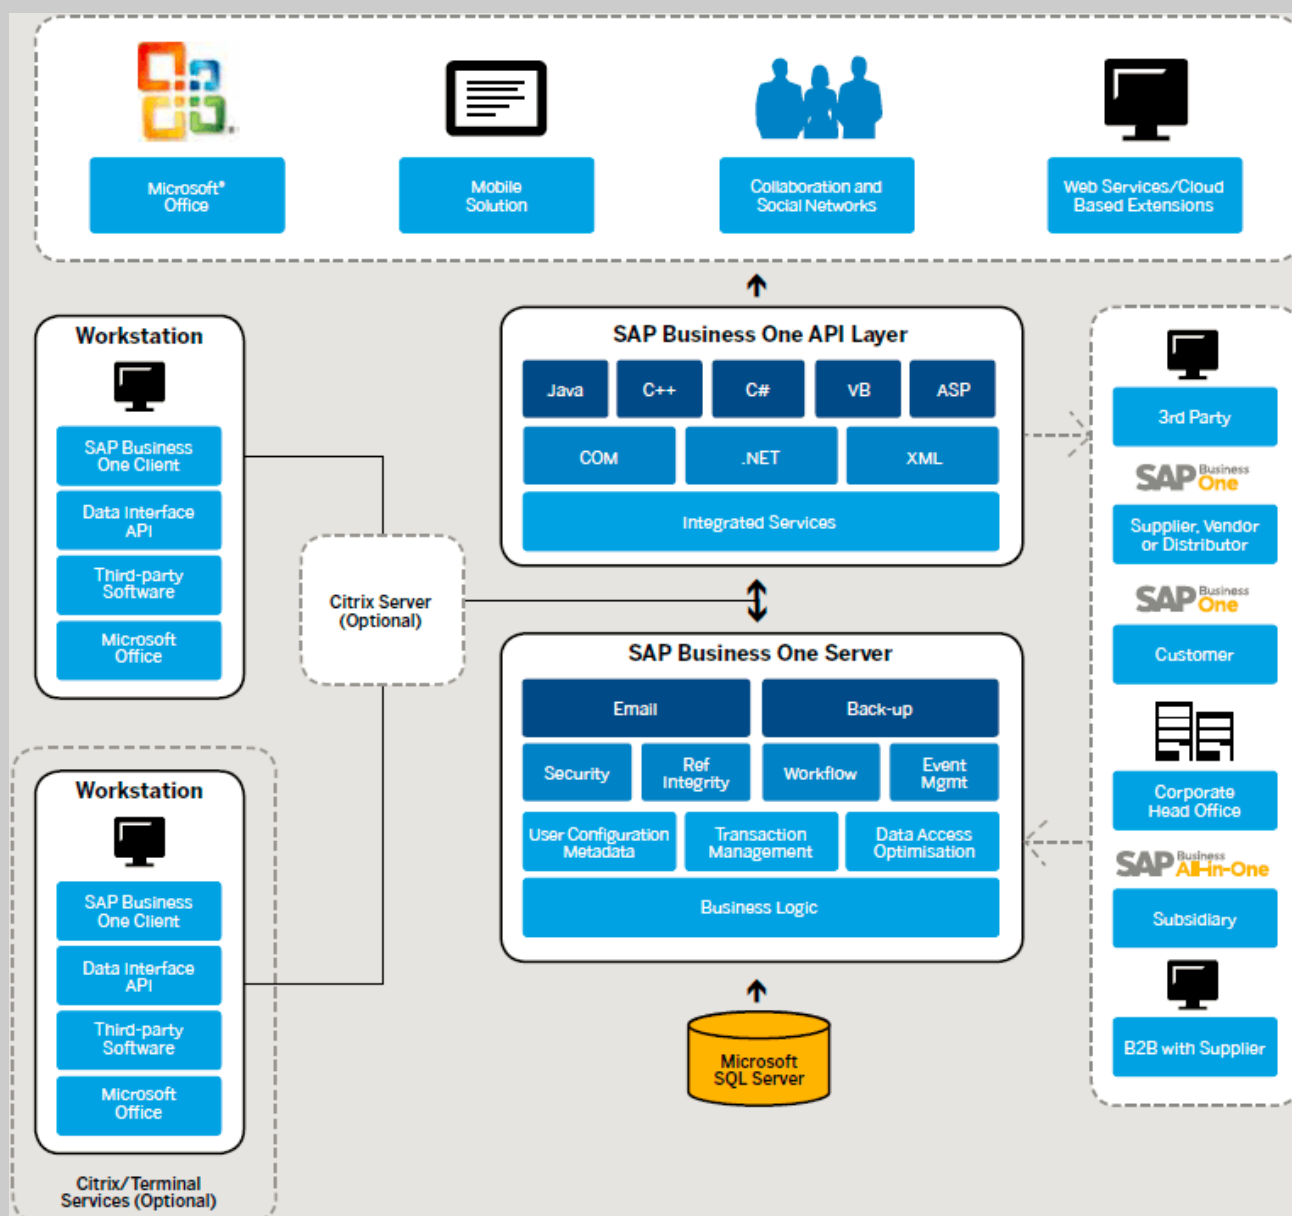 Microsoft®
Office
Mobile
Solution
Collaboration and
Social Networks
Web Services/Cloud
Based Extensions
Workstation
SAP Business
One Client
Data Interface
API
Third-party
Software
Microsoft
Office
Workstation
SAP Business
One Client
Data Interface
API
Third-party
Software
Microsoft
Office
Citrix/Terminal
Services (Optional)
Citrix Server
(Optional)
SAP Business One API Layer
Java
C++
C#
VB
ASP
COM
.NET
XML
Integrated Services
SAP Business One Server
Email
Back-up
Security
Ref
Integrity
Workflow
Event
Mgmt
User Configuration
Metadata
Transaction
Management
Data Access
Optimisation
Business Logic
Microsoft
SQL Server
3rd Party
SAP Business
One
Supplier, Vendor
or Distributor
SAP Business
One
Customer
Corporate
Head Office
SAP Business
All-in-One
Subsidiary
B2B with Supplier